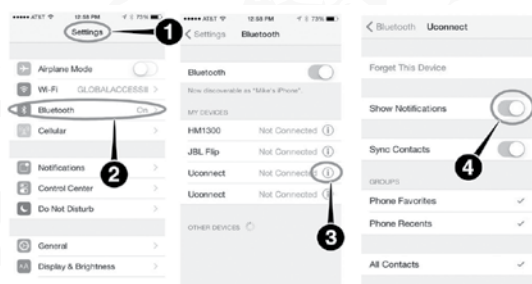 AT&T 12:58 PM 73%
Settings
1
Airplane Mode
Wi-Fi GLOBALACCESS8
Bluetooth On
2
Cellular
Notifications
Control Center
Do Not Disturb
General
Display & Brightness
AT&T 12:58 PM 73%
Settings Bluetooth
Bluetooth
Now discoverable as "Mike's iPhone".
MY DEVICES
HM1300 Not Connected
JBL Flip Not Connected
Uconnect Not Connected
Uconnect Not Connected
3
OTHER DEVICES
Bluetooth Uconnect
Forget This Device
Show Notifications
4
Sync Contacts
GROUPS
Phone Favorites
Phone Recents
All Contacts